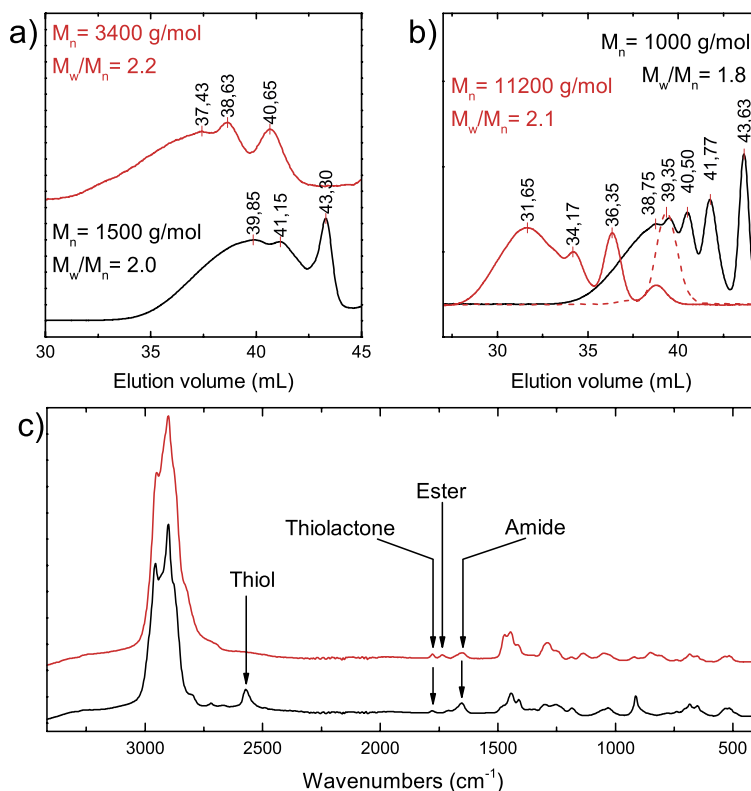 a)
Mn= 3400 g/mol
Mw/Mn= 2.2
37,43
38,63
40,65
Mn= 1500 g/mol
Mw/Mn= 2.0
39,85
41,15
43,30
30
35
40
45
Elution volume (mL)
b)
Mn= 1000 g/mol
Mw/Mn= 1.8
Mn= 11200 g/mol
Mw/Mn= 2.1
31,65
34,17
36,35
38,75
39,35
40,50
41,77
43,63
30
35
40
Elution volume (mL)
c)
Ester
Thiolactone
Amide
Thiol
3000
2500
2000
1500
1000
500
Wavenumbers (cm-1)